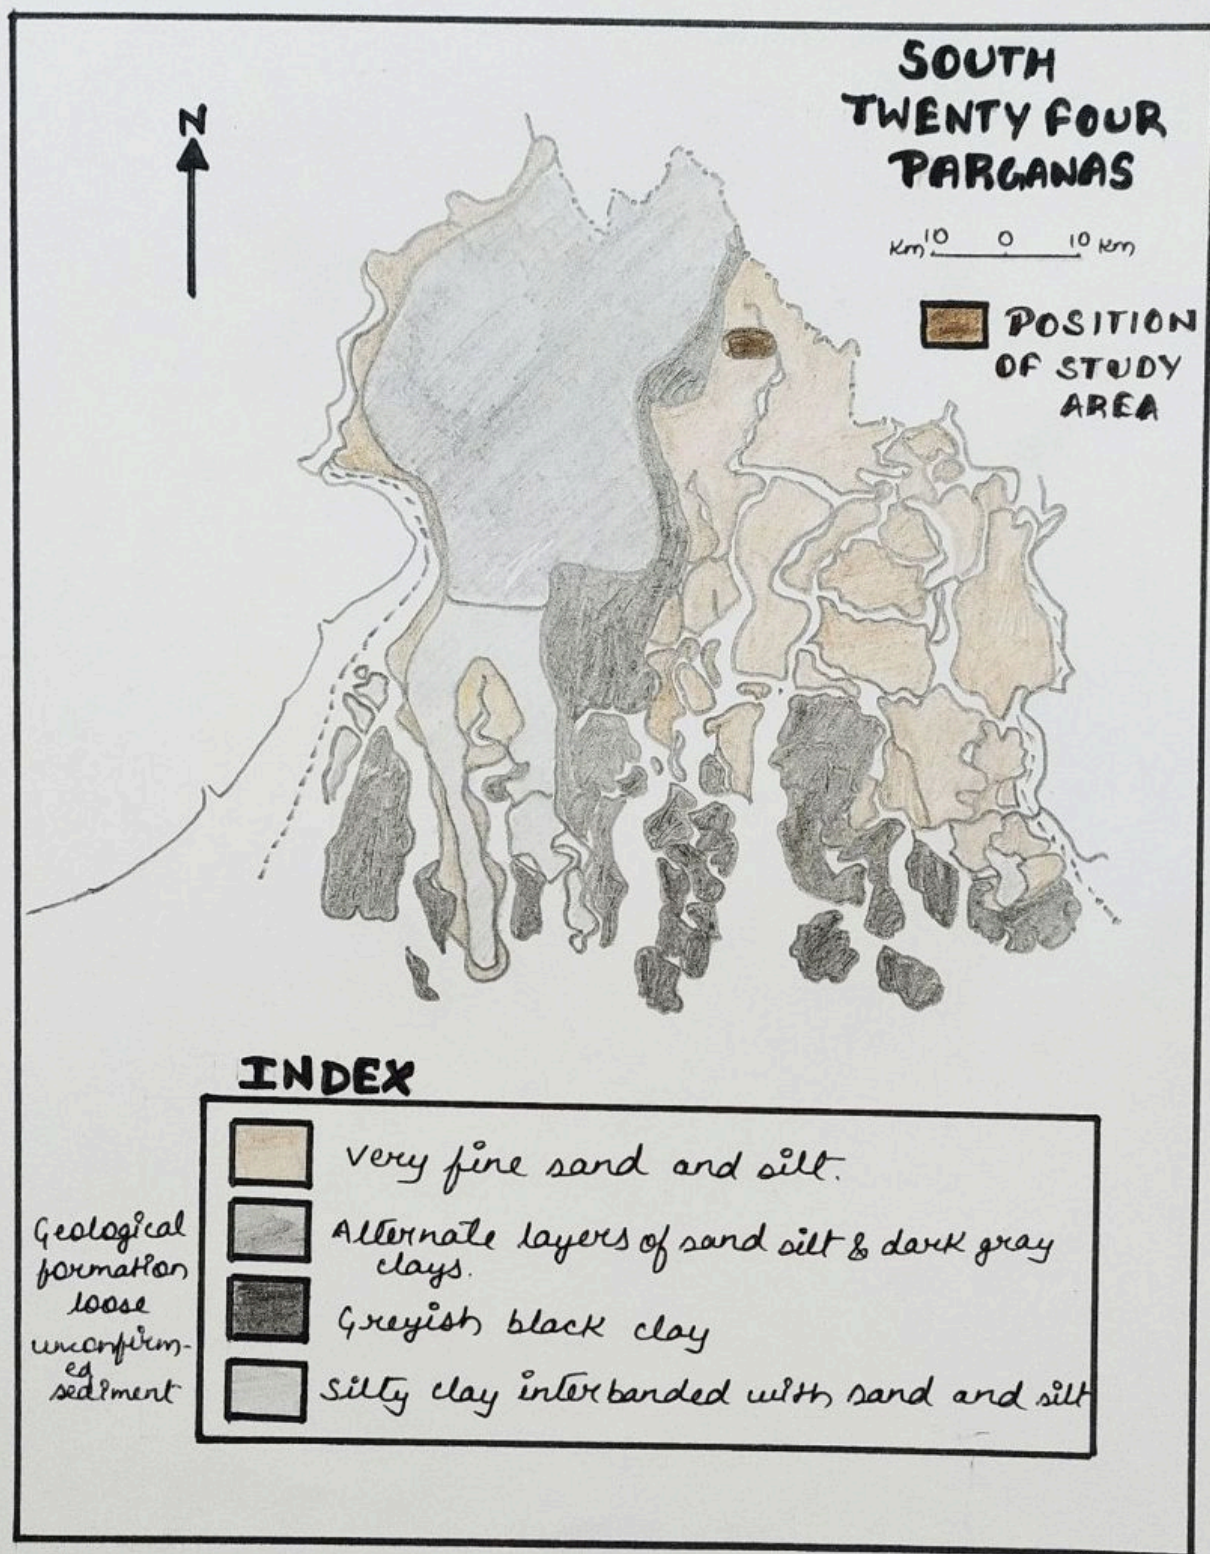 SOUTH
TWENTY FOUR
PARGANAS
N
Km 10 0 10 Km
POSITION
OF STUDY
AREA
INDEX
Very fine sand and silt.
Alternate layers of sand silt & dark gray
clays.
Greyish black clay
Silty clay interbanded with sand and silt
Geological
formation
loose
unconfirm-
ed
sediment